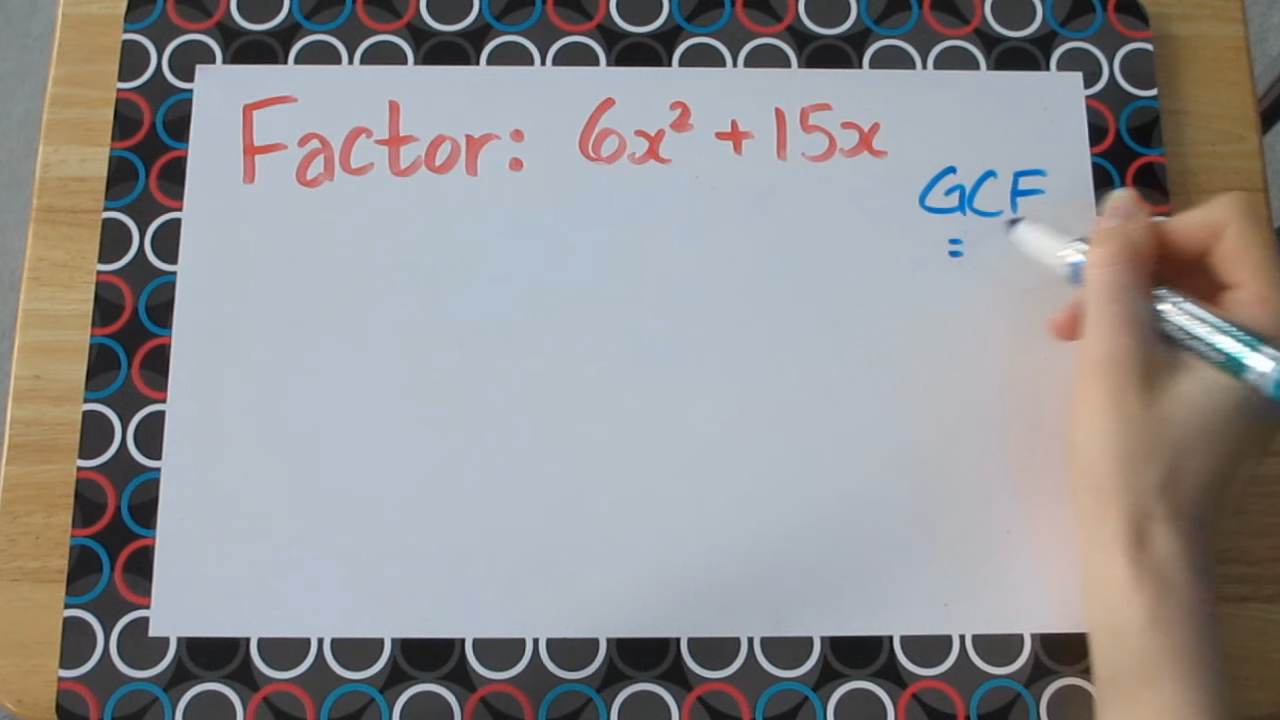 Factor: 6x² + 15x
GCF
=